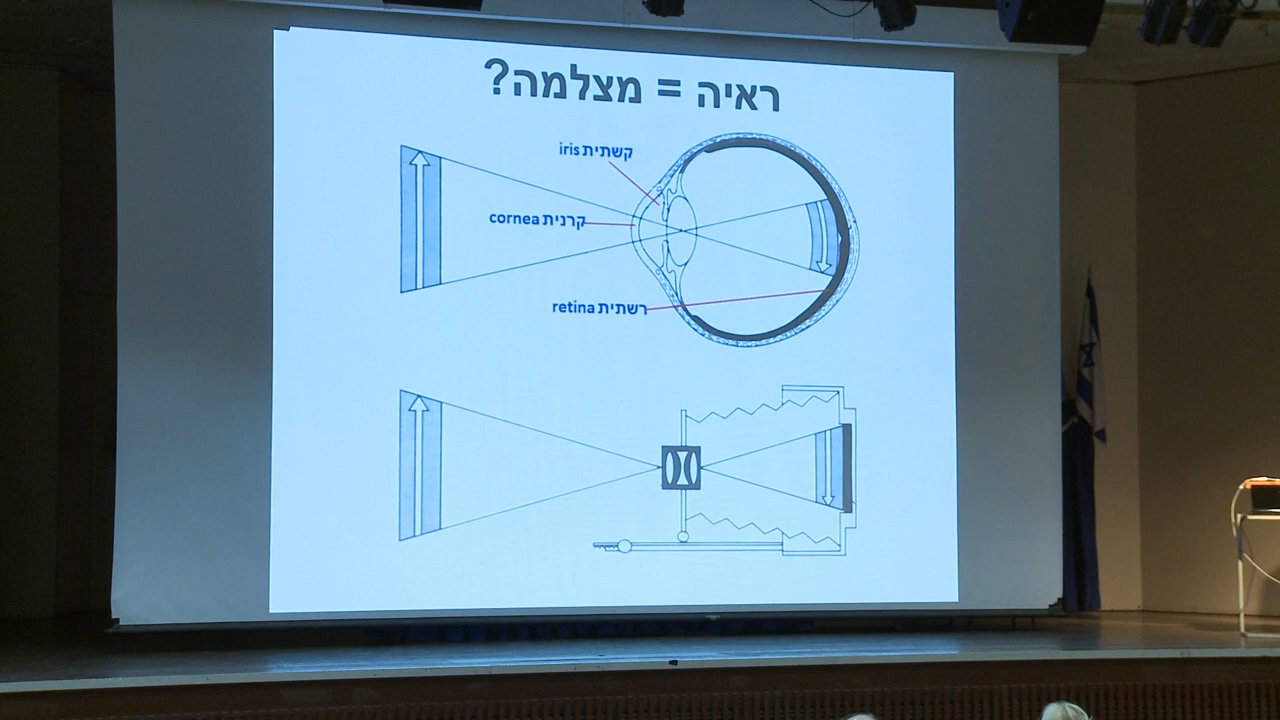 ראיה = מצלמה?
קשתית iris
קרנית cornea
רשתית retina